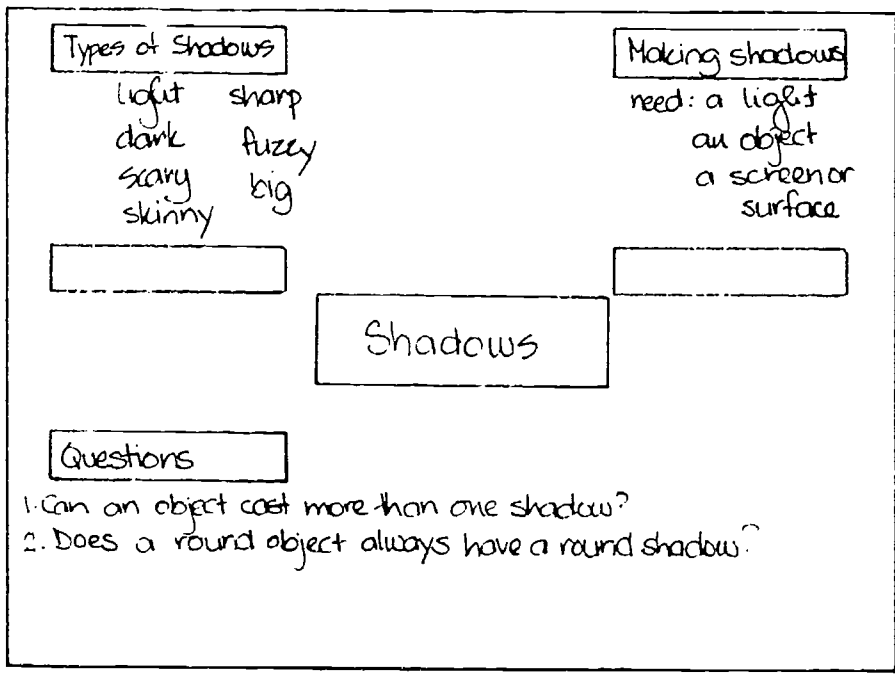 Types of Shadows
light sharp
dark fuzzy
scary big
skinny
Making shadows
need: a light
an object
a screen or
surface
Shadows
Questions
1. Can an object cast more than one shadow?
2. Does a round object always have a round shadow?